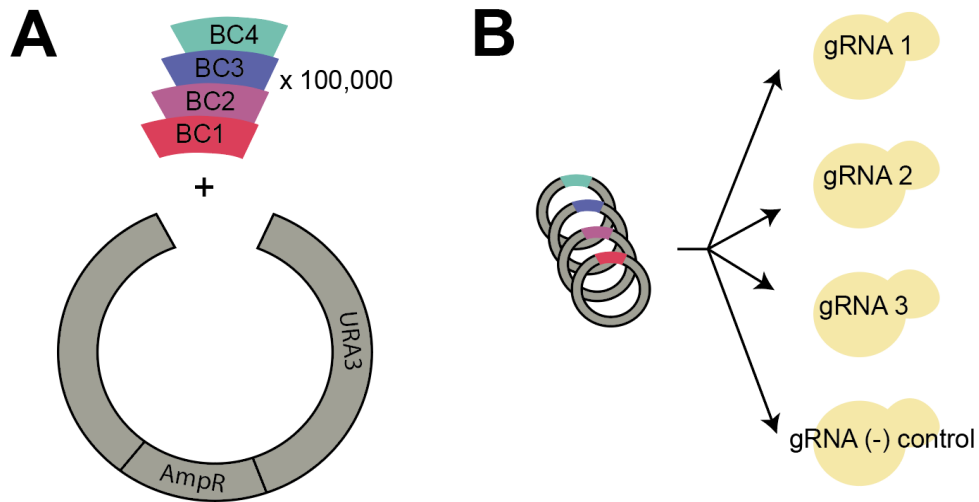 A
BC4
BC3
x 100,000
BC2
BC1
+
URA3
AmpR
B
gRNA 1
gRNA 2
gRNA 3
gRNA (-) control